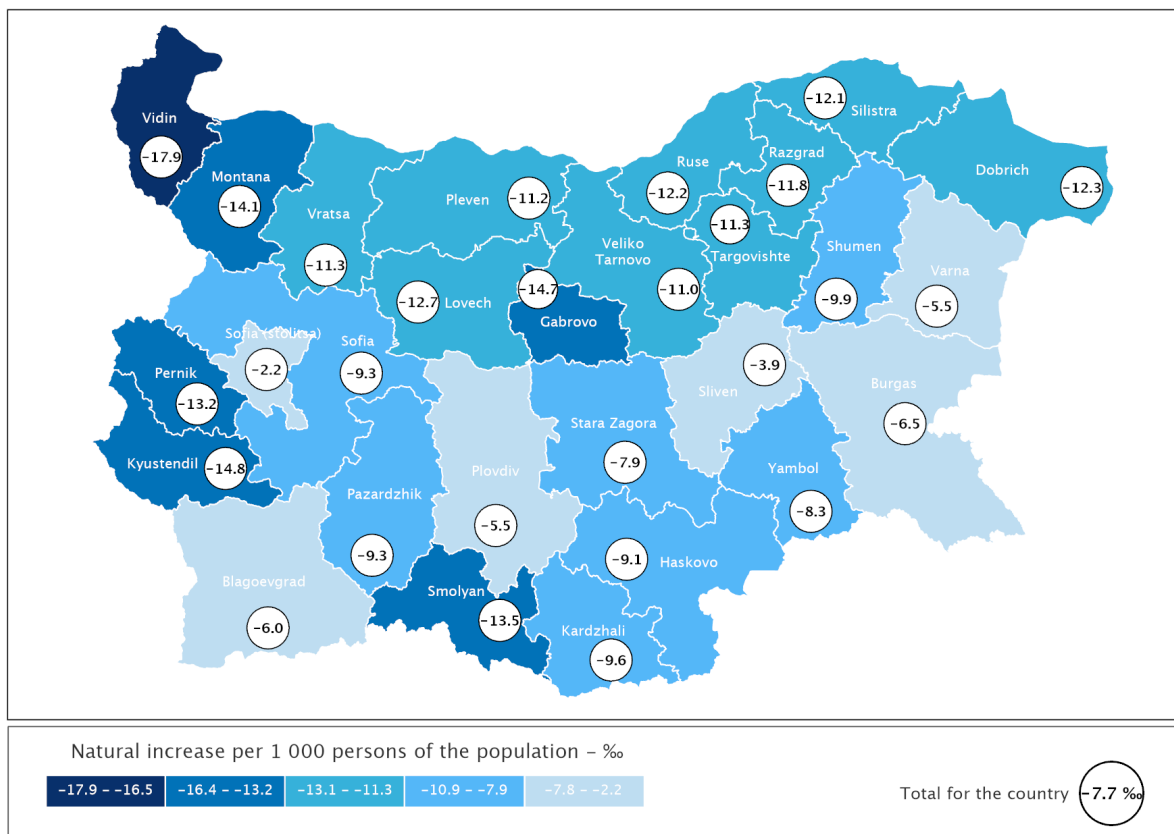 Vidin
−17.9
Montana
−14.1
Vratsa
−11.3
Pleven
−11.2
Lovech
−12.7
Gabrovo
−14.7
Veliko
Tarnovo
−11.0
Ruse
−12.2
Razgrad
−11.8
Silistra
−12.1
Dobrich
−12.3
Targovishte
−11.3
Shumen
−9.9
Varna
−5.5
Sofia (stolitsa)
−2.2
Sofia
−9.3
Pernik
−13.2
Kyustendil
−14.8
Blagoevgrad
−6.0
Pazardzhik
−9.3
Plovdiv
−5.5
Smolyan
−13.5
Stara Zagora
−7.9
Sliven
−3.9
Burgas
−6.5
Yambol
−8.3
Haskovo
−9.1
Kardzhali
−9.6
Natural increase per 1 000 persons of the population − ‰
−17.9 − −16.5
−16.4 − −13.2
−13.1 − −11.3
−10.9 − −7.9
−7.8 − −2.2
Total for the country
−7.7 ‰